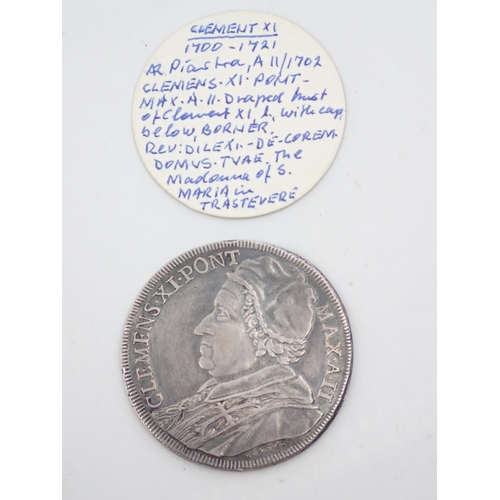 CLEMENT XI
1700-1721
AR Piastra, A II/1702
CLEMENS·XI·PONT-
MAX·A·II. Draped bust
of Clement XI, l, with cap,
below, BORNER.
REV: DILEXI.-DE-COREM.
DOMVS·TVAE. The
Madonna of S.
MARIA in
TRASTEVERE
CLEMENS·XI·PONT
MAX·A·II